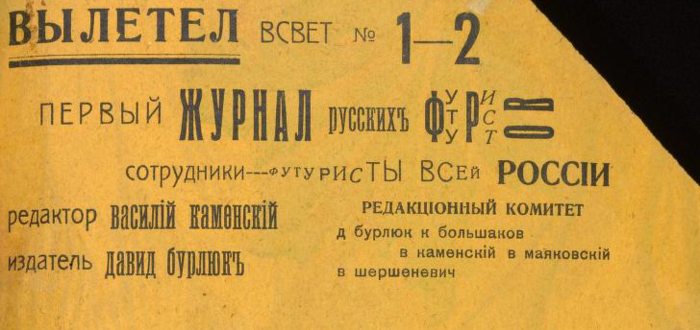 ВЫЛЕТЕЛ ВСВЕТ № 1—2
ПЕРВЫЙ ЖУРНАЛ русскихъ ФУТУРИСТОВ
сотрудники---футурисТЫ ВСЕЙ РОССІИ
редактор василій каменскій
издатель давид бурлюкъ
РЕДАКЦІОННЫЙ КОМИТЕТ
д бурлюк к большаков
в каменскій в маяковскій
в шершеневич